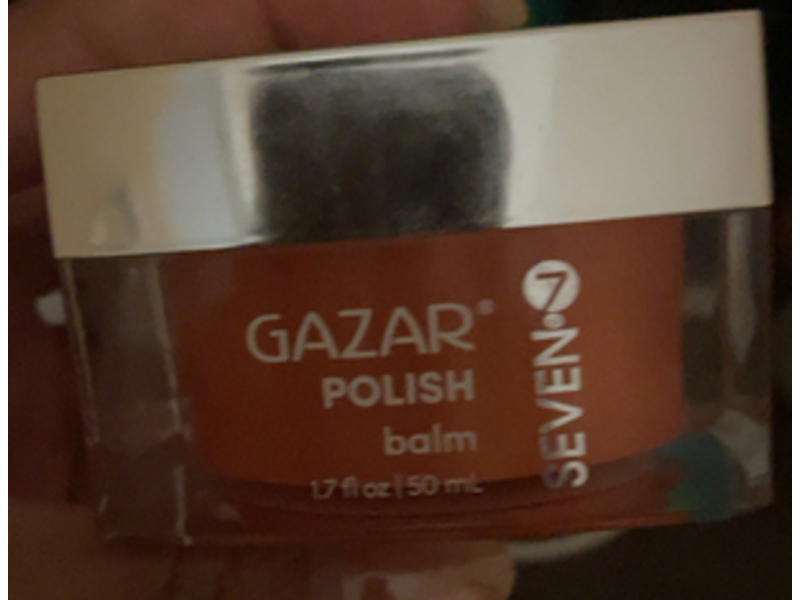 GAZAR®
POLISH
balm
1.7 fl oz | 50 mL
SEVEN 7